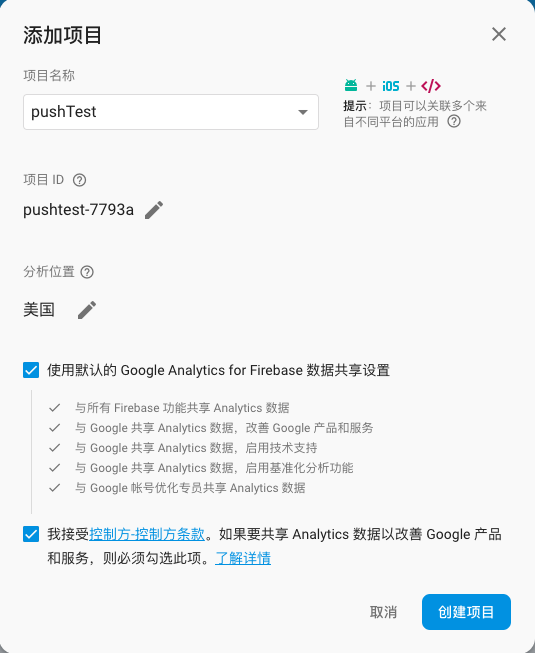 添加项目
项目名称
pushTest
+ iOS + </>
提示：项目可以关联多个来
自不同平台的应用
项目 ID
pushtest-7793a
分析位置
美国
使用默认的 Google Analytics for Firebase 数据共享设置
与所有 Firebase 功能共享 Analytics 数据
与 Google 共享 Analytics 数据，改善 Google 产品和服务
与 Google 共享 Analytics 数据，启用技术支持
与 Google 共享 Analytics 数据，启用基准化分析功能
与 Google 帐号优化专员共享 Analytics 数据
我接受控制方-控制方条款。如果要共享 Analytics 数据以改善 Google 产品
和服务，则必须勾选此项。了解详情
取消
创建项目